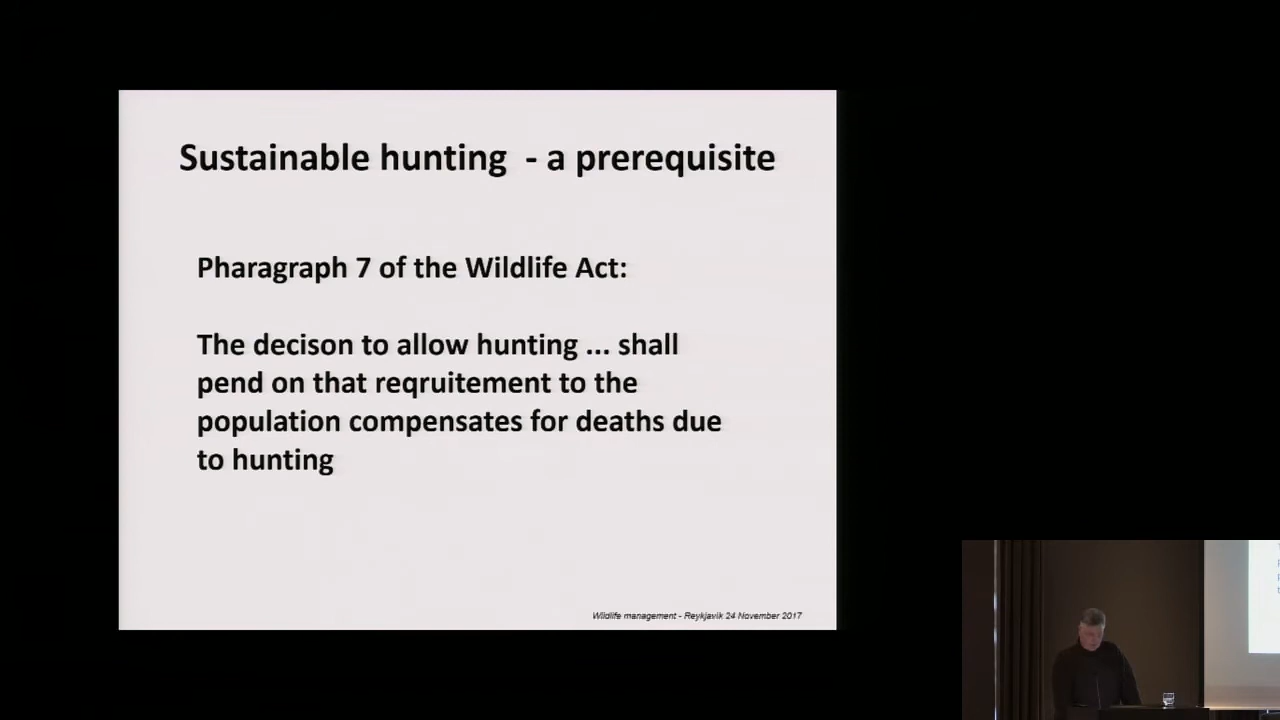 Sustainable hunting - a prerequisite
Pharagraph 7 of the Wildlife Act:
The decison to allow hunting ... shall
pend on that reqruitement to the
population compensates for deaths due
to hunting
Wildlife management - Reykjavik 24 November 2017